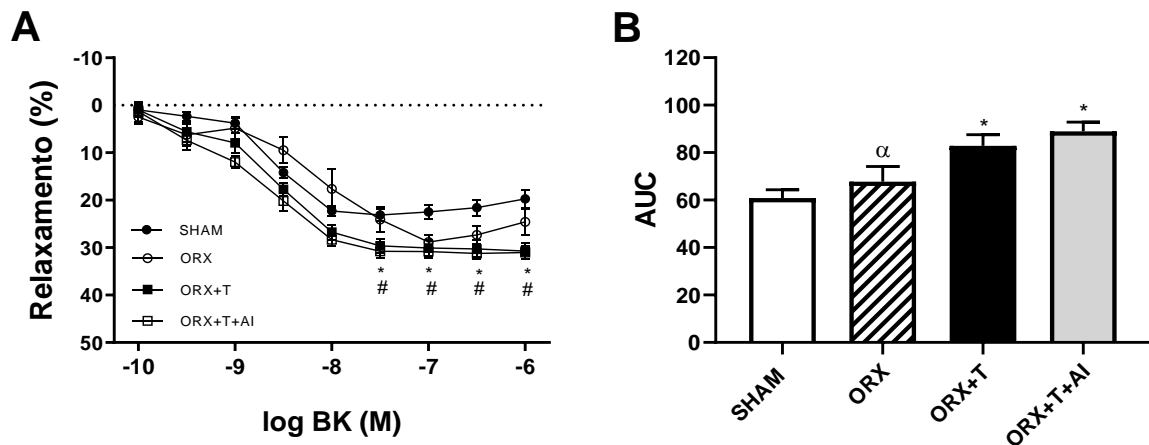 A
Relaxamento (%)
-10
0
10
20
30
40
50
SHAM
ORX
ORX+T
ORX+T+AI
* * * *
# # # #
-10 -9 -8 -7 -6
log BK (M)
B
AUC
120
100
80
60
40
20
0
α
*
*
SHAM
ORX
ORX+T
ORX+T+AI